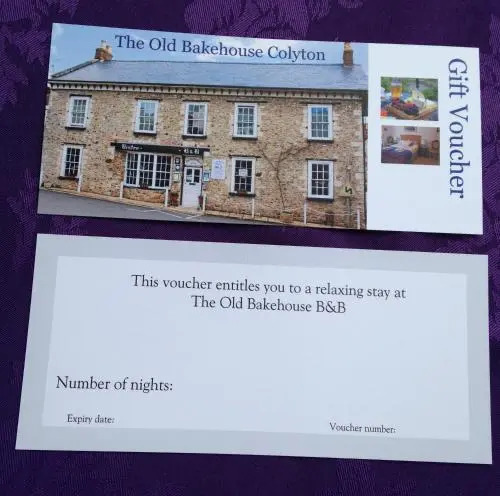 The Old Bakehouse Colyton
Gift Voucher
Bistro
B & B
This voucher entitles you to a relaxing stay at
The Old Bakehouse B&B
Number of nights:
Expiry date:
Voucher number: